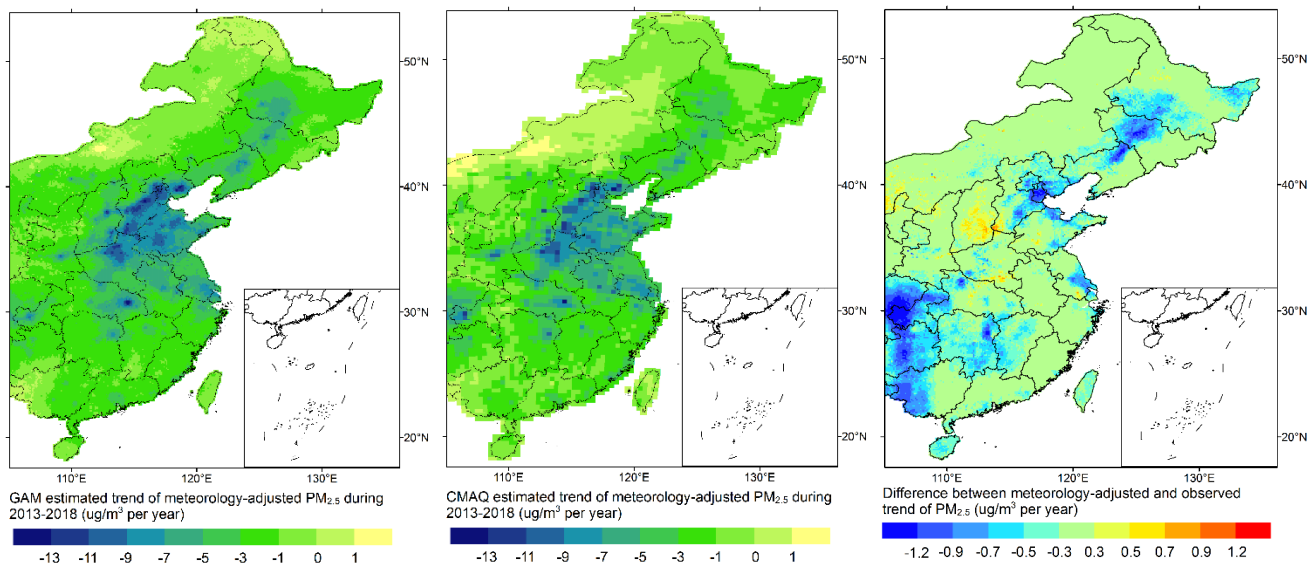 50°N
40°N
30°N
20°N
110°E 120°E 130°E
GAM estimated trend of meteorology-adjusted PM2.5 during
2013-2018 (ug/m³ per year)
-13 -11 -9 -7 -5 -3 -1 0 1
50°N
40°N
30°N
20°N
110°E 120°E 130°E
CMAQ estimated trend of meteorology-adjusted PM2.5 during
2013-2018 (ug/m³ per year)
-13 -11 -9 -7 -5 -3 -1 0 1
50°N
40°N
30°N
20°N
110°E 120°E 130°E
Difference between meteorology-adjusted and observed
trend of PM2.5 (ug/m³ per year)
-1.2 -0.9 -0.7 -0.5 -0.3 0.3 0.5 0.7 0.9 1.2